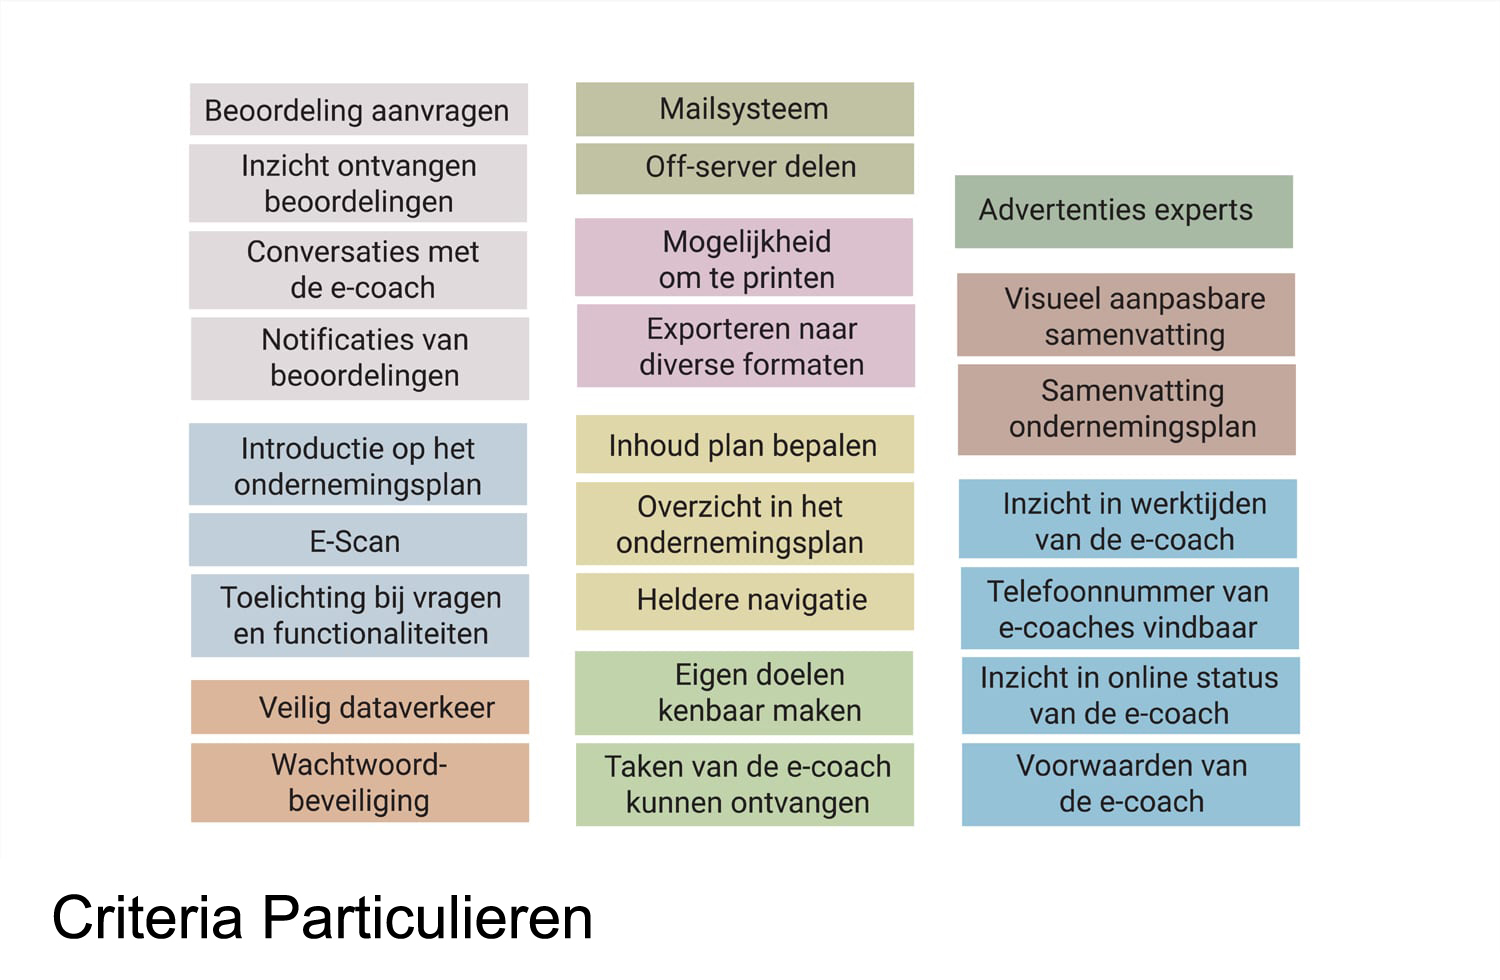 Beoordeling aanvragen
Inzicht ontvangen
beoordelingen
Conversaties met
de e-coach
Notificaties van
beoordelingen
Introductie op het
ondernemingsplan
E-Scan
Toelichting bij vragen
en functionaliteiten
Veilig dataverkeer
Wachtwoord-
beveiliging
Mailsysteem
Off-server delen
Mogelijkheid
om te printen
Exporteren naar
diverse formaten
Inhoud plan bepalen
Overzicht in het
ondernemingsplan
Heldere navigatie
Eigen doelen
kenbaar maken
Taken van de e-coach
kunnen ontvangen
Advertenties experts
Visueel aanpasbare
samenvatting
Samenvatting
ondernemingsplan
Inzicht in werktijden
van de e-coach
Telefoonnummer van
e-coaches vindbaar
Inzicht in online status
van de e-coach
Voorwaarden van
de e-coach
Criteria Particulieren